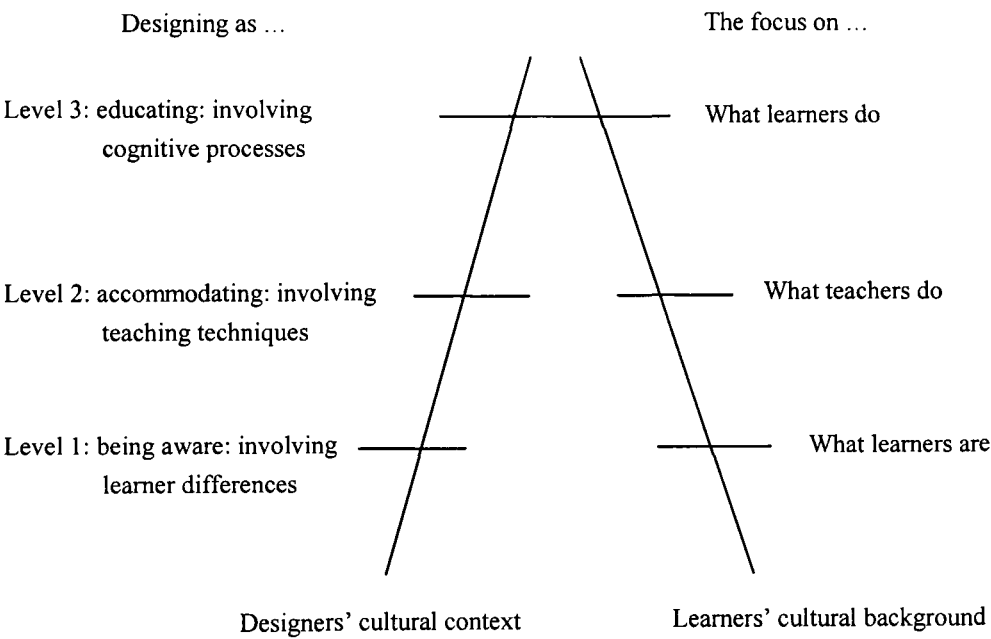 Designing as ...
The focus on ...
Level 3: educating: involving
cognitive processes
What learners do
Level 2: accommodating: involving
teaching techniques
What teachers do
Level 1: being aware: involving
learner differences
What learners are
Designers' cultural context
Learners' cultural background